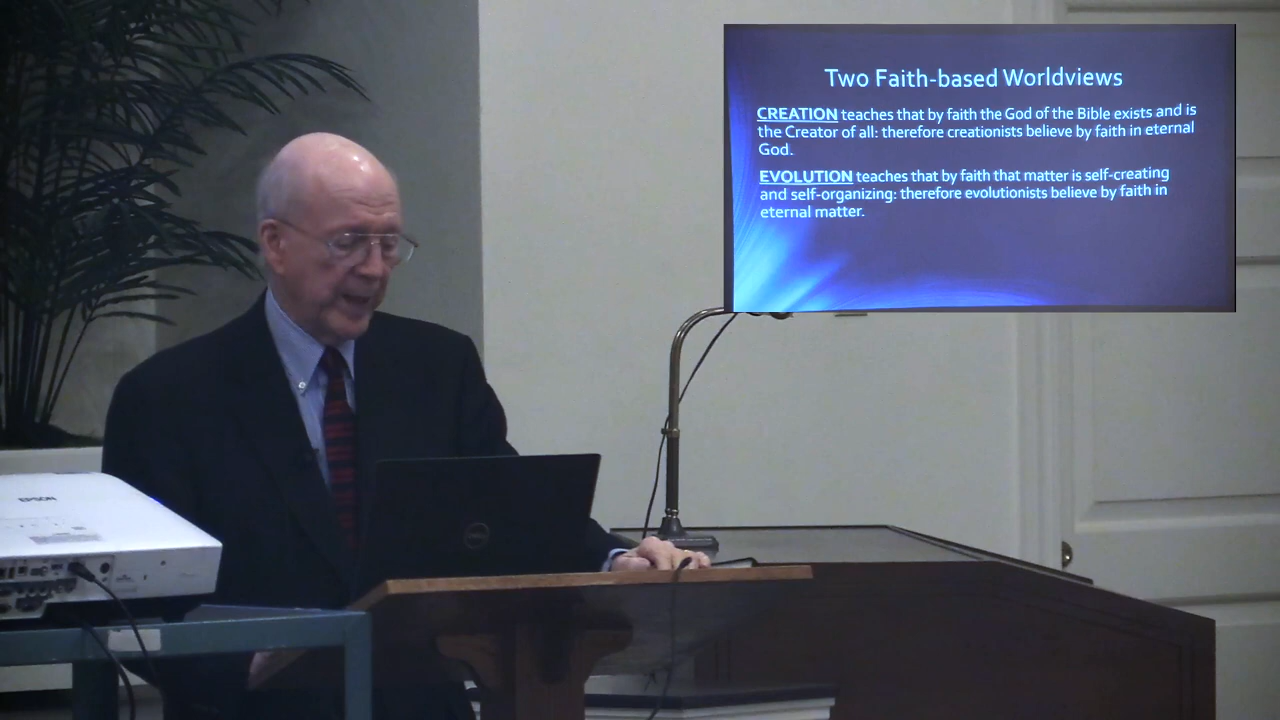 Two Faith-based Worldviews
CREATION teaches that by faith the God of the Bible exists and is
the Creator of all: therefore creationists believe by faith in eternal
God.
EVOLUTION teaches that by faith that matter is self-creating
and self-organizing: therefore evolutionists believe by faith in
eternal matter.
EPSON
DELL